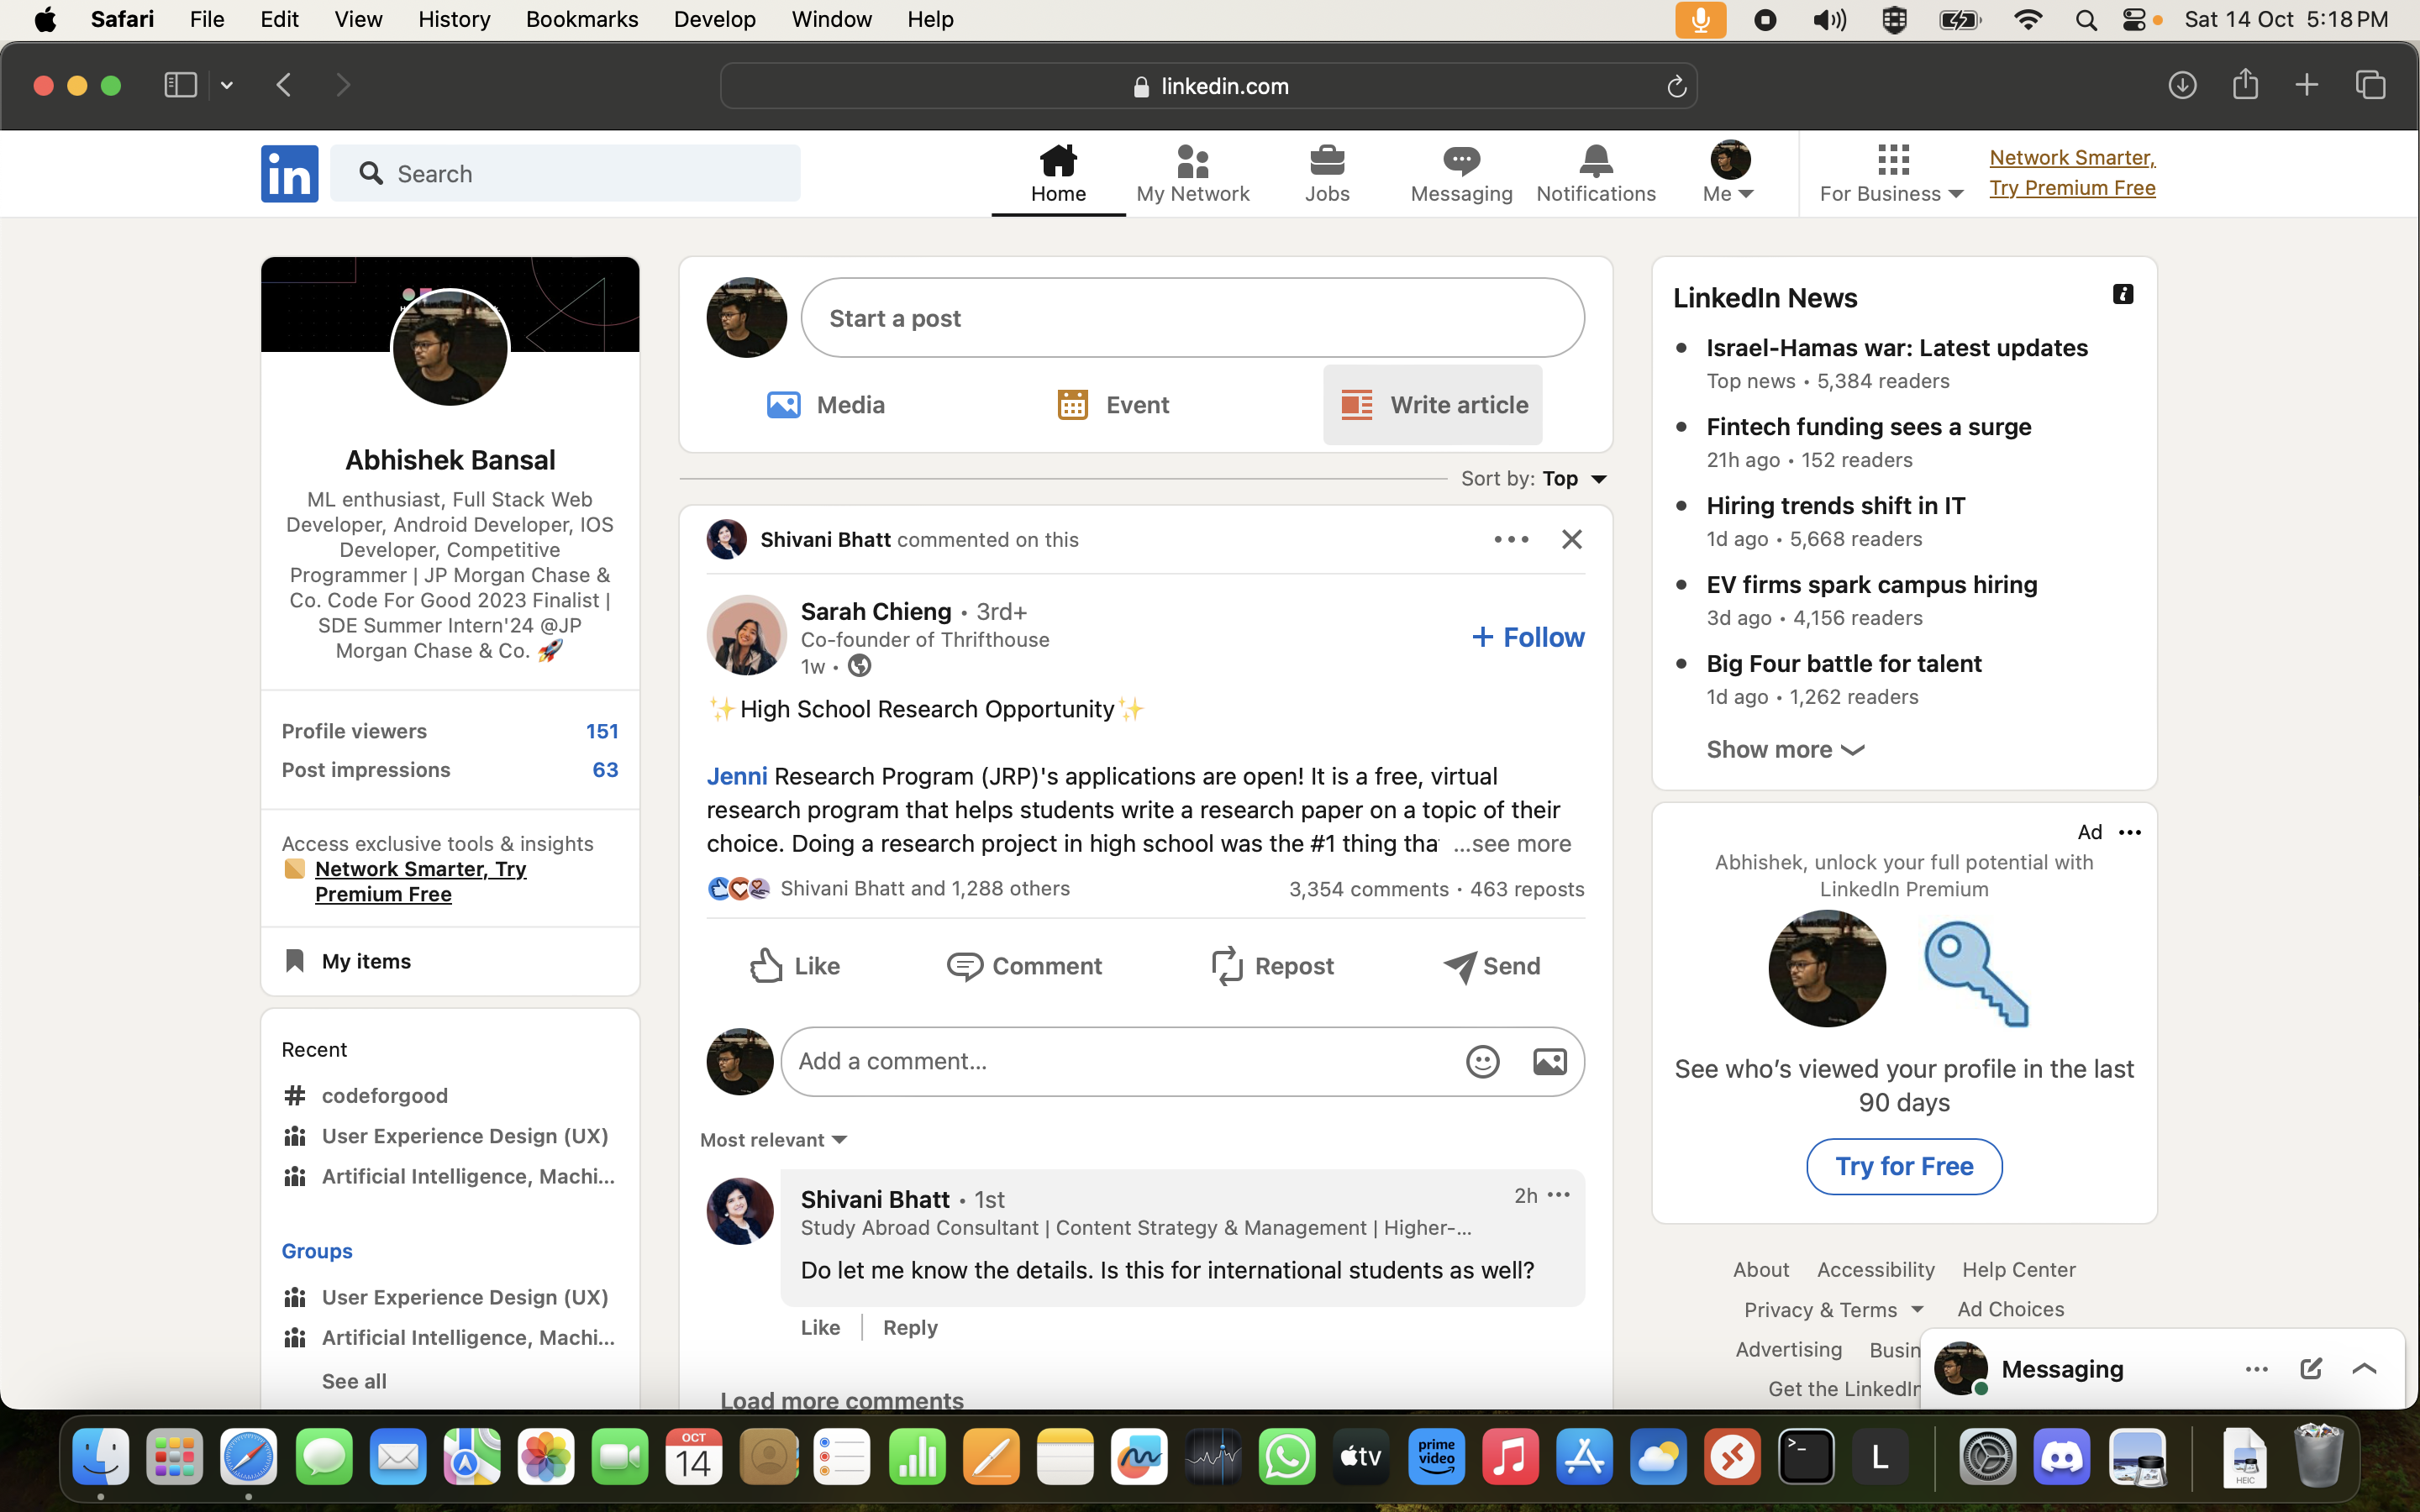 Safari File Edit View History Bookmarks Develop Window Help Sat 14 Oct 5:18 PM
linkedin.com
in Search
Home My Network Jobs Messaging Notifications Me For Business
Network Smarter,
Try Premium Free
Abhishek Bansal
ML enthusiast, Full Stack Web
Developer, Android Developer, IOS
Developer, Competitive
Programmer | JP Morgan Chase &
Co. Code For Good 2023 Finalist |
SDE Summer Intern'24 @JP
Morgan Chase & Co. 🚀
Profile viewers 151
Post impressions 63
Access exclusive tools & insights
Network Smarter, Try
Premium Free
My items
Recent
# codeforgood
User Experience Design (UX)
Artificial Intelligence, Machi...
Groups
User Experience Design (UX)
Artificial Intelligence, Machi...
See all
Start a post
Media Event Write article
Sort by: Top
Shivani Bhatt commented on this
Sarah Chieng • 3rd+
Co-founder of Thrifthouse
1w •
+ Follow
✨High School Research Opportunity✨
Jenni Research Program (JRP)'s applications are open! It is a free, virtual
research program that helps students write a research paper on a topic of their
choice. Doing a research project in high school was the #1 thing tha ...see more
Shivani Bhatt and 1,288 others 3,354 comments • 463 reposts
Like Comment Repost Send
Add a comment...
Most relevant
Shivani Bhatt • 1st 2h
Study Abroad Consultant | Content Strategy & Management | Higher-...
Do let me know the details. Is this for international students as well?
Like Reply
Load more comments
LinkedIn News
Israel-Hamas war: Latest updates
Top news • 5,384 readers
Fintech funding sees a surge
21h ago • 152 readers
Hiring trends shift in IT
1d ago • 5,668 readers
EV firms spark campus hiring
3d ago • 4,156 readers
Big Four battle for talent
1d ago • 1,262 readers
Show more
Ad
Abhishek, unlock your full potential with
LinkedIn Premium
See who's viewed your profile in the last
90 days
Try for Free
About Accessibility Help Center
Privacy & Terms Ad Choices
Advertising Busin
Get the LinkedIn
Messaging
OCT
14
tv
prime
video
L
HEIC